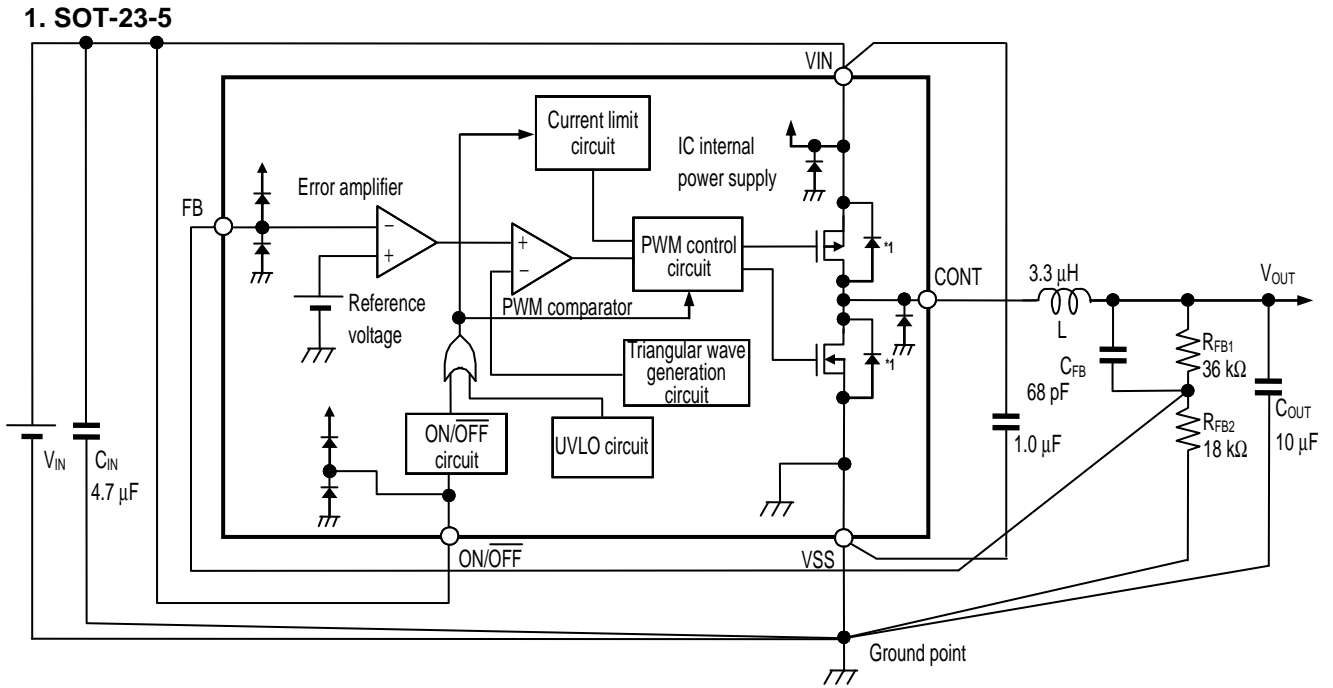 1. SOT-23-5
VIN
Current limit
circuit
IC internal
power supply
Error amplifier
FB
−
+
+
−
PWM control
circuit
*1
CONT
3.3 μH
L
VOUT
Reference
voltage
PWM comparator
Triangular wave
generation
circuit
*1
CFB
68 pF
RFB1
36 kΩ
COUT
10 μF
RFB2
18 kΩ
1.0 μF
ON/OFF
circuit
UVLO circuit
VIN
CIN
4.7 μF
ON/OFF
VSS
Ground point